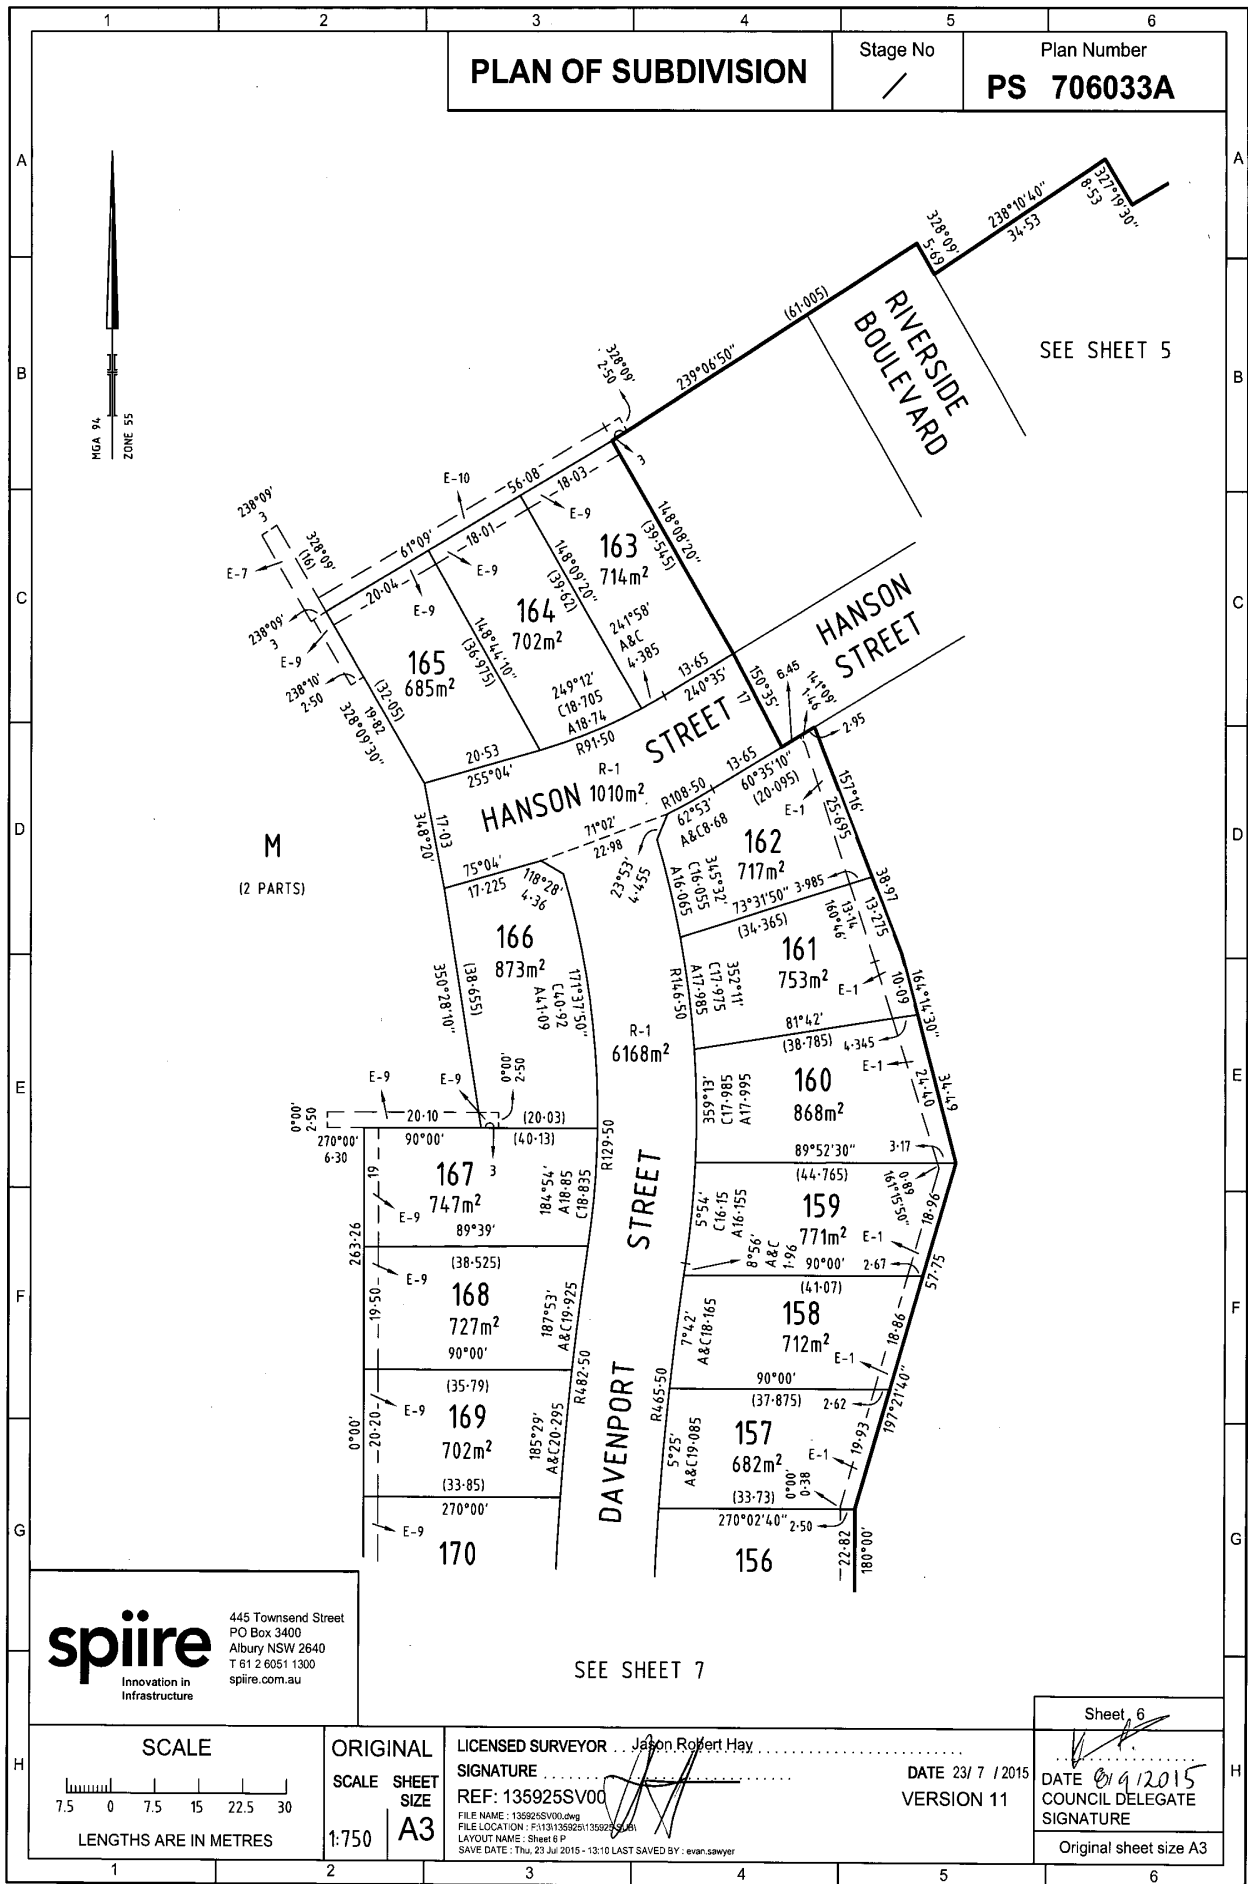 1 2 3 4 5 6
PLAN OF SUBDIVISION
Stage No
/
Plan Number
PS 706033A
A
B
C
D
E
F
G
H
A
B
C
D
E
F
G
H
MGA 94
ZONE 55
327°19'30"
8·53
238°10'40"
34·53
328°09'
5·69
(61·005)
239°06'50"
RIVERSIDE
BOULEVARD
SEE SHEET 5
328°09'
2·50
3
E-10
56·08
18·03
E-9
61°09'
18·01
E-9
20·04
E-9
238°09'
3
328°09'
(16)
E-7
238°09'
3
E-9
238°10'
2·50
(32·05)
19·82
328°09'30"
163
714m²
148°08'20"
(39·545)
148°09'20"
(39·62)
164
702m²
148°44'10"
(36·975)
165
685m²
241°58'
A&C
4·385
249°12'
C18·705
A18·74
R91·50
13·65
240°35'
17
150°35'
HANSON
STREET
6·45
141°09'
1·46
2·95
20·53
255°04'
HANSON
STREET
R-1
1010m²
13·65
60°35'10"
(20·095)
R108·50
62°53'
A&C8·68
E-1
157°16'
25·695
M
(2 PARTS)
17·03
348°20'
75°04'
17·225
71°02'
22·98
118°28'
4·36
23°53'
4·455
162
717m²
345°32'
C16·055
A16·065
73°31'50"
3·985
(34·365)
38·97
13·275
13·14
160°46'
166
873m²
(38·655)
350°28'10"
171°37'50"
C40·92
A41·09
R146·50
161
753m²
352°11'
C17·975
A17·985
E-1
10·09
164°14'30"
R-1
6168m²
81°42'
(38·785)
4·345
160
868m²
359°13'
C17·985
A17·995
E-1
24·40
34·49
E-9
E-9
0°00'
2·50
0°00'
2·50
20·10
(20·03)
270°00'
6·30
90°00'
(40·13)
R129·50
89°52'30"
3·17
(44·765)
0·89
161°15'50"
3
19
167
747m²
184°54'
A18·85
C18·835
E-9
89°39'
STREET
159
771m²
5°54'
C16·15
A16·155
8°56'
A&C
1·96
E-1
18·96
57·75
90°00'
2·67
(41·07)
263·26
(38·525)
E-9
168
727m²
19·50
187°53'
A&C19·925
90°00'
158
712m²
7°42'
A&C18·165
18·86
E-1
90°00'
(37·875)
2·62
197°21'40"
(35·79)
R482·50
R465·50
E-9
169
702m²
0°00'
20·20
185°29'
A&C20·295
(33·85)
270°00'
DAVENPORT
157
682m²
5°25'
A&C19·085
E-1
19·93
0°00'
0·38
(33·73)
270°02'40"
2·50
E-9
170
156
22·82
180°00'
SEE SHEET 7
spiire
Innovation in
Infrastructure
445 Townsend Street
PO Box 3400
Albury NSW 2640
T 61 2 6051 1300
spiire.com.au
SCALE
7.5 0 7.5 15 22.5 30
LENGTHS ARE IN METRES
ORIGINAL
SCALE SHEET SIZE
1:750 A3
LICENSED SURVEYOR Jason Robert Hay
SIGNATURE
REF: 135925SV00
FILE NAME : 135925SV00.dwg
FILE LOCATION : F:\13\135925\135925
LAYOUT NAME : Sheet 6 P
SAVE DATE : Thu, 23 Jul 2015 - 13:10 LAST SAVED BY : evan.sawyer
DATE 23/ 7 / 2015
VERSION 11
Sheet 6
DATE 8/9/2015
COUNCIL DELEGATE
SIGNATURE
Original sheet size A3
1 2 3 4 5 6